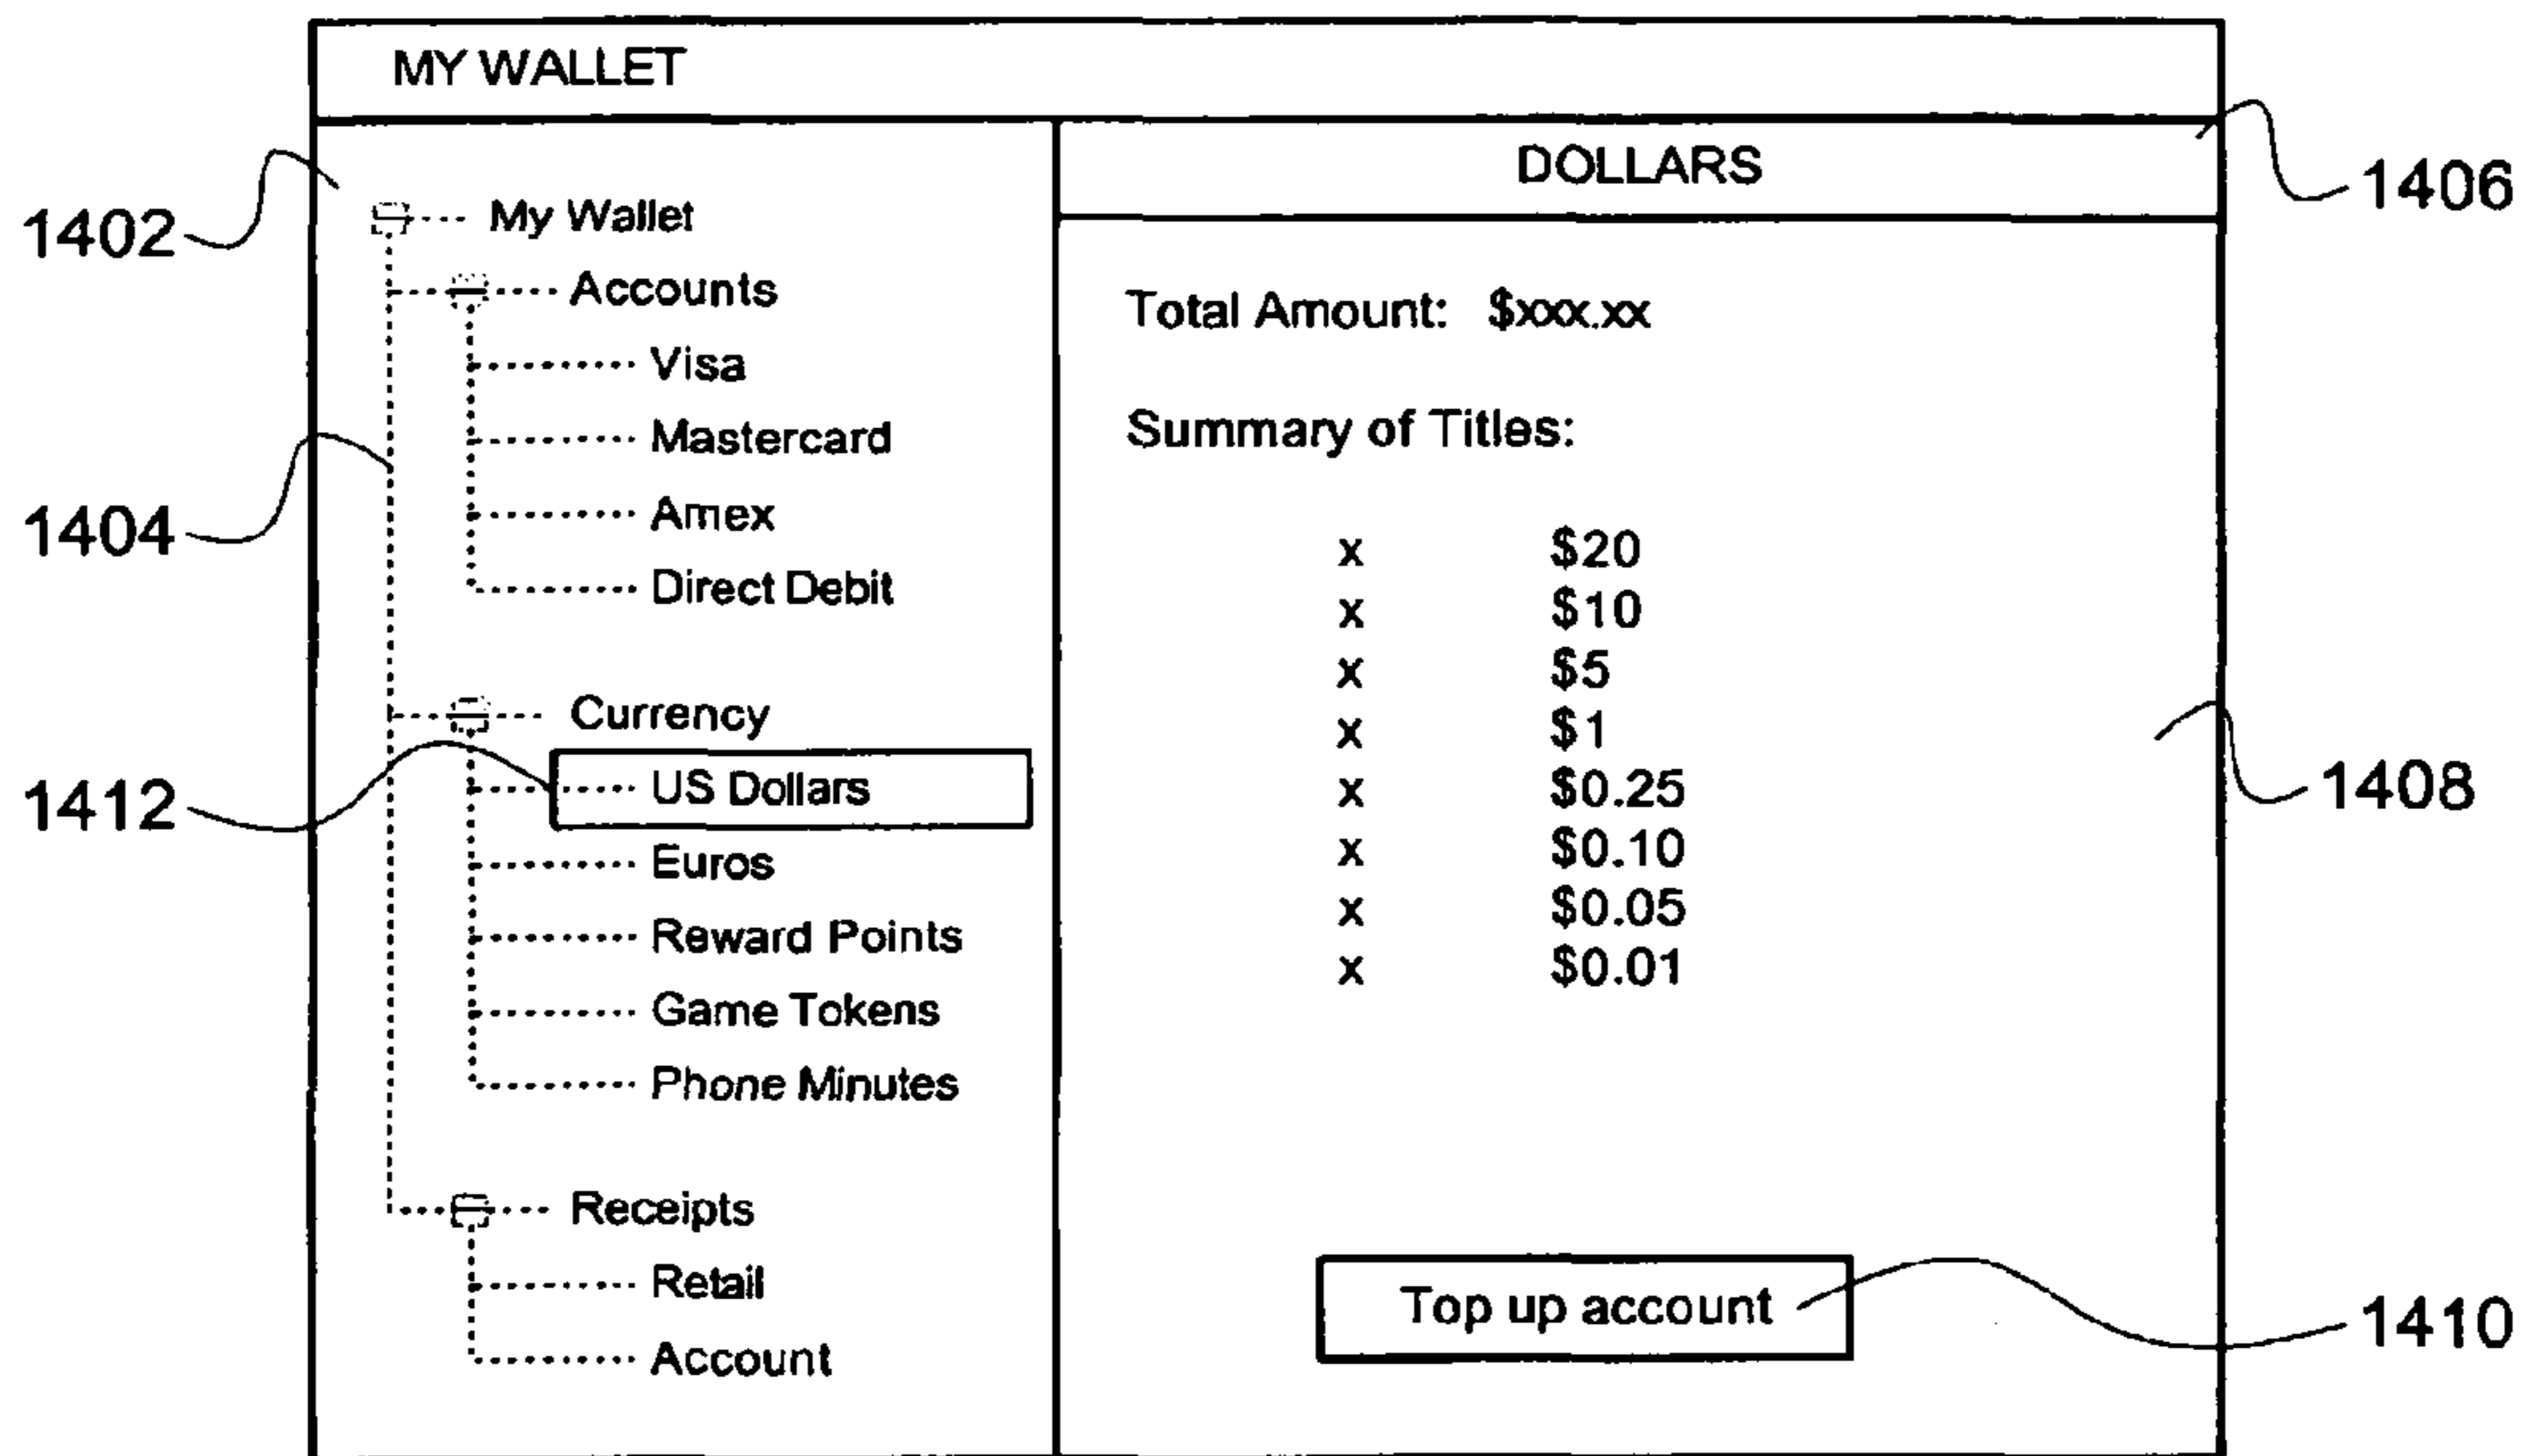 MY WALLET
DOLLARS
1406
1402
My Wallet
Accounts
Visa
Mastercard
Amex
Direct Debit
1404
Currency
US Dollars
1412
Euros
Reward Points
Game Tokens
Phone Minutes
Receipts
Retail
Account
Total Amount: $xxx.xx
Summary of Titles:
x $20
x $10
x $5
x $1
x $0.25
x $0.10
x $0.05
x $0.01
1408
Top up account
1410